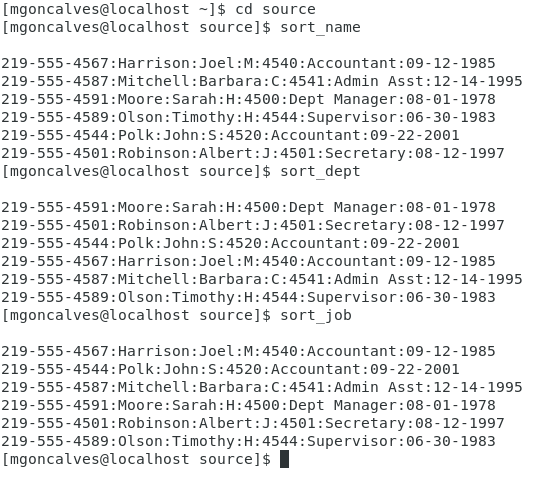 [mgoncalves@localhost ~]$ cd source
[mgoncalves@localhost source]$ sort_name
219-555-4567:Harrison:Joel:M:4540:Accountant:09-12-1985
219-555-4587:Mitchell:Barbara:C:4541:Admin Asst:12-14-1995
219-555-4591:Moore:Sarah:H:4500:Dept Manager:08-01-1978
219-555-4589:Olson:Timothy:H:4544:Supervisor:06-30-1983
219-555-4544:Polk:John:S:4520:Accountant:09-22-2001
219-555-4501:Robinson:Albert:J:4501:Secretary:08-12-1997
[mgoncalves@localhost source]$ sort_dept
219-555-4591:Moore:Sarah:H:4500:Dept Manager:08-01-1978
219-555-4501:Robinson:Albert:J:4501:Secretary:08-12-1997
219-555-4544:Polk:John:S:4520:Accountant:09-22-2001
219-555-4567:Harrison:Joel:M:4540:Accountant:09-12-1985
219-555-4587:Mitchell:Barbara:C:4541:Admin Asst:12-14-1995
219-555-4589:Olson:Timothy:H:4544:Supervisor:06-30-1983
[mgoncalves@localhost source]$ sort_job
219-555-4567:Harrison:Joel:M:4540:Accountant:09-12-1985
219-555-4544:Polk:John:S:4520:Accountant:09-22-2001
219-555-4587:Mitchell:Barbara:C:4541:Admin Asst:12-14-1995
219-555-4591:Moore:Sarah:H:4500:Dept Manager:08-01-1978
219-555-4501:Robinson:Albert:J:4501:Secretary:08-12-1997
219-555-4589:Olson:Timothy:H:4544:Supervisor:06-30-1983
[mgoncalves@localhost source]$